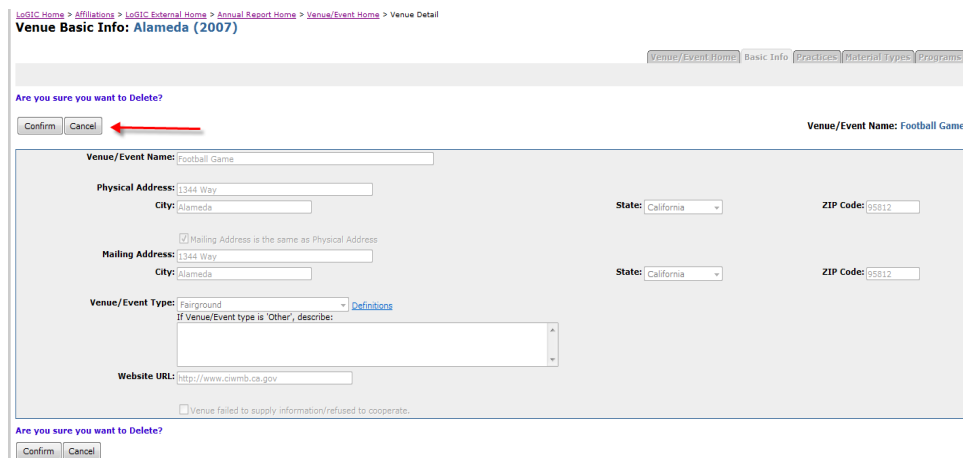 LoGIC Home > Affiliations > LoGIC External Home > Annual Report Home > Venue/Event Home > Venue Detail
Venue Basic Info: Alameda (2007)
Venue/Event Home Basic Info Practices Material Types Programs
Are you sure you want to Delete?
Confirm Cancel
Venue/Event Name: Football Game
Venue/Event Name: Football Game
Physical Address: 1344 Way
City: Alameda State: California ZIP Code: 95812
Mailing Address is the same as Physical Address
Mailing Address: 1344 Way
City: Alameda State: California ZIP Code: 95812
Venue/Event Type: Fairground Definitions
If Venue/Event type is 'Other', describe:
Website URL: http://www.ciwmb.ca.gov
Venue failed to supply information/refused to cooperate.
Are you sure you want to Delete?
Confirm Cancel